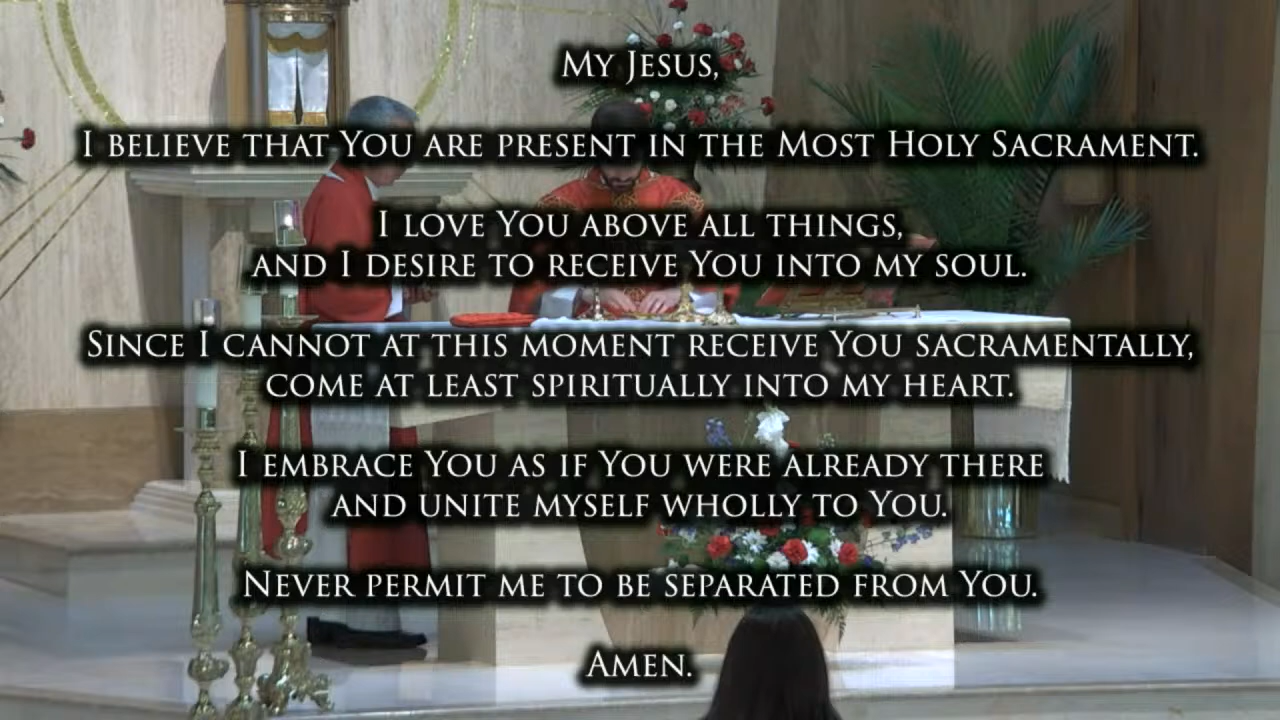 My Jesus,
I believe that You are present in the Most Holy Sacrament.
I love You above all things,
and I desire to receive You into my soul.
Since I cannot at this moment receive You sacramentally,
come at least spiritually into my heart.
I embrace You as if You were already there
and unite myself wholly to You.
Never permit me to be separated from You.
Amen.